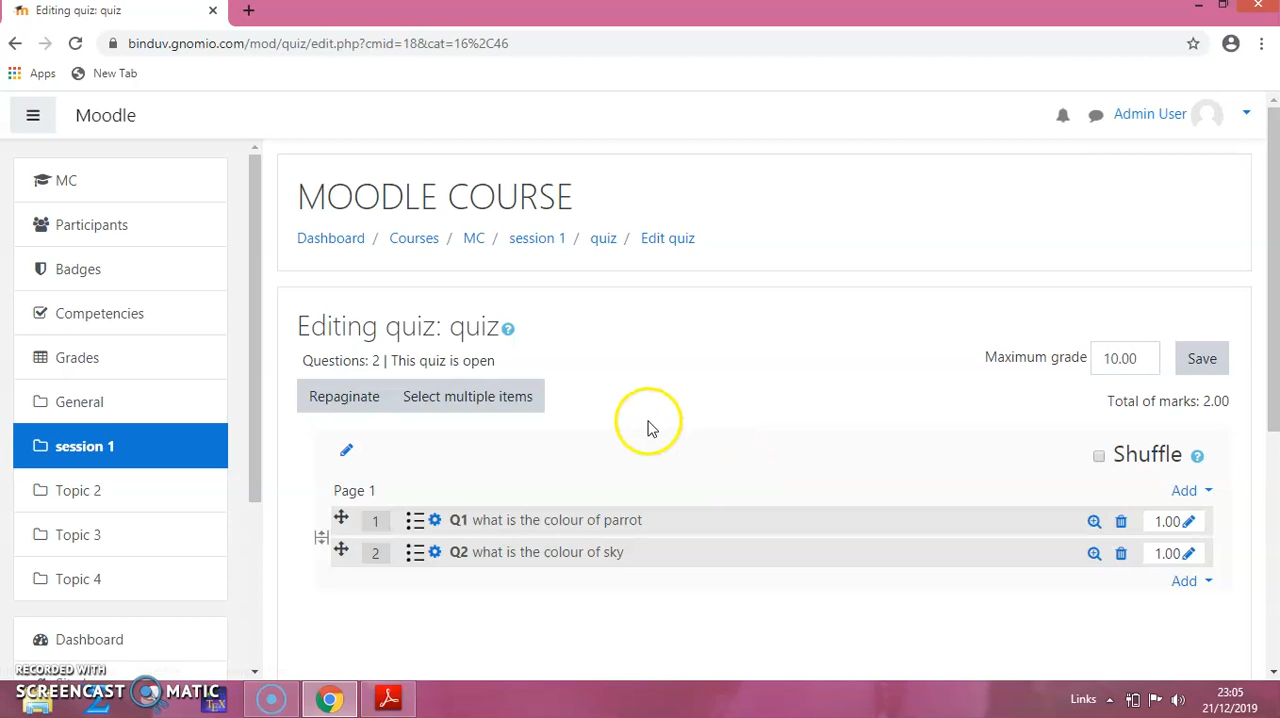 Editing quiz: quiz
binduv.gnomio.com/mod/quiz/edit.php?cmid=18&cat=16%2C46
Apps New Tab
Moodle
Admin User
MC
Participants
Badges
Competencies
Grades
General
session 1
Topic 2
Topic 3
Topic 4
Dashboard
MOODLE COURSE
Dashboard / Courses / MC / session 1 / quiz / Edit quiz
Editing quiz: quiz
Questions: 2 | This quiz is open
Maximum grade 10.00 Save
Repaginate Select multiple items
Total of marks: 2.00
Shuffle
Page 1 Add
1 Q1 what is the colour of parrot 1.00
2 Q2 what is the colour of sky 1.00
Add
RECORDED WITH
SCREENCAST MATIC
Links
23:05
21/12/2019